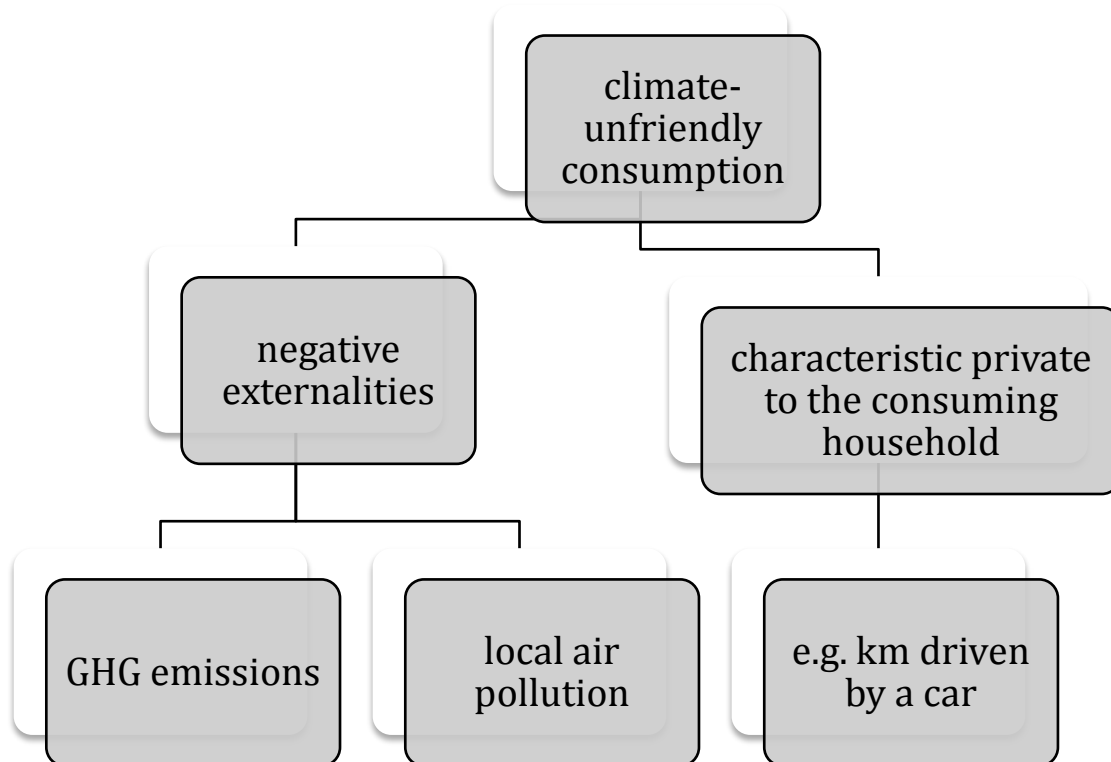 climate-
unfriendly
consumption
negative
externalities
characteristic private
to the consuming
household
GHG emissions
local air
pollution
e.g. km driven
by a car